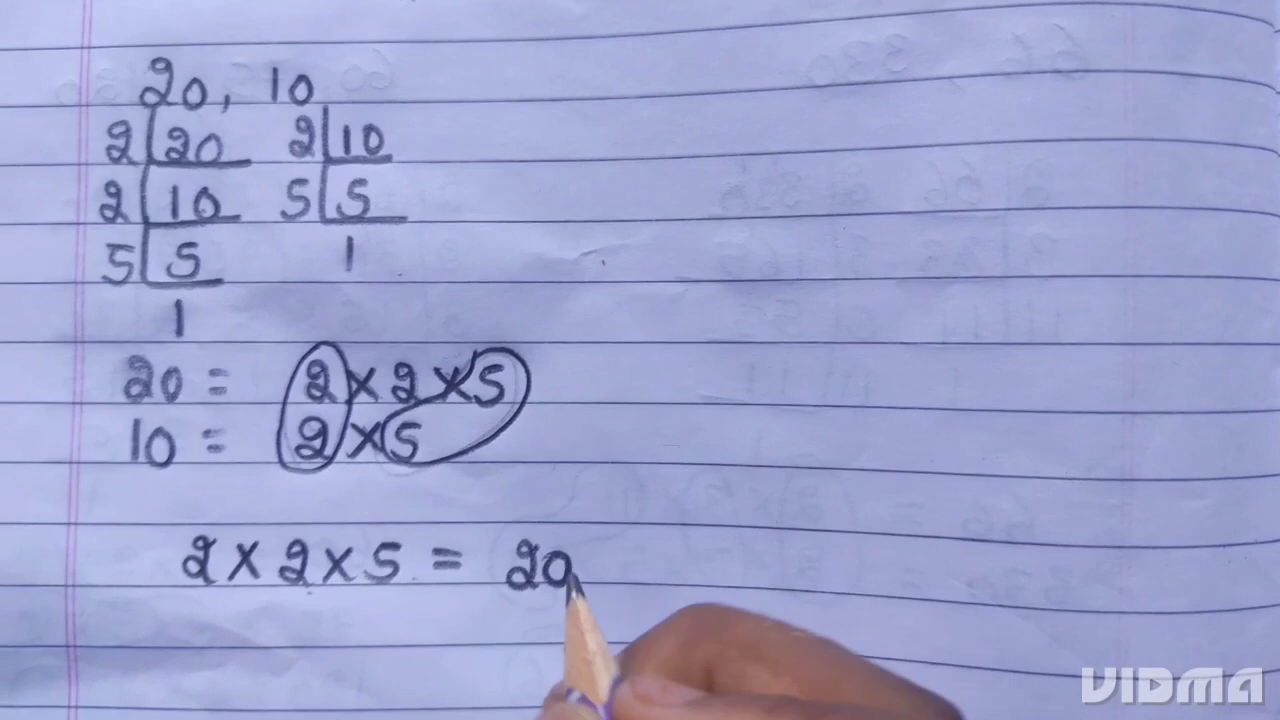 20, 10
2 20 2 10
2 10 5 5
5 5 1
1
20 = 2 × 2 × 5
10 = 2 × 5
2 × 2 × 5 = 20
VIDMA